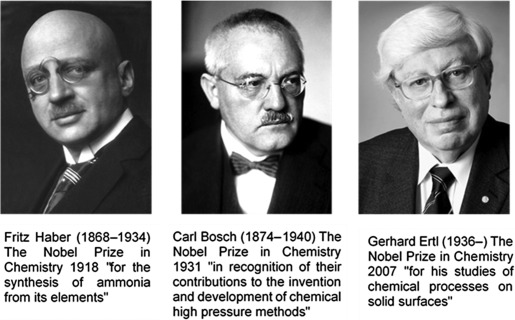 Fritz Haber (1868–1934)
The Nobel Prize in
Chemistry 1918 "for the
synthesis of ammonia
from its elements"
Carl Bosch (1874–1940) The
Nobel Prize in Chemistry
1931 "in recognition of their
contributions to the invention
and development of chemical
high pressure methods"
Gerhard Ertl (1936–) The
Nobel Prize in Chemistry
2007 "for his studies of
chemical processes on
solid surfaces"